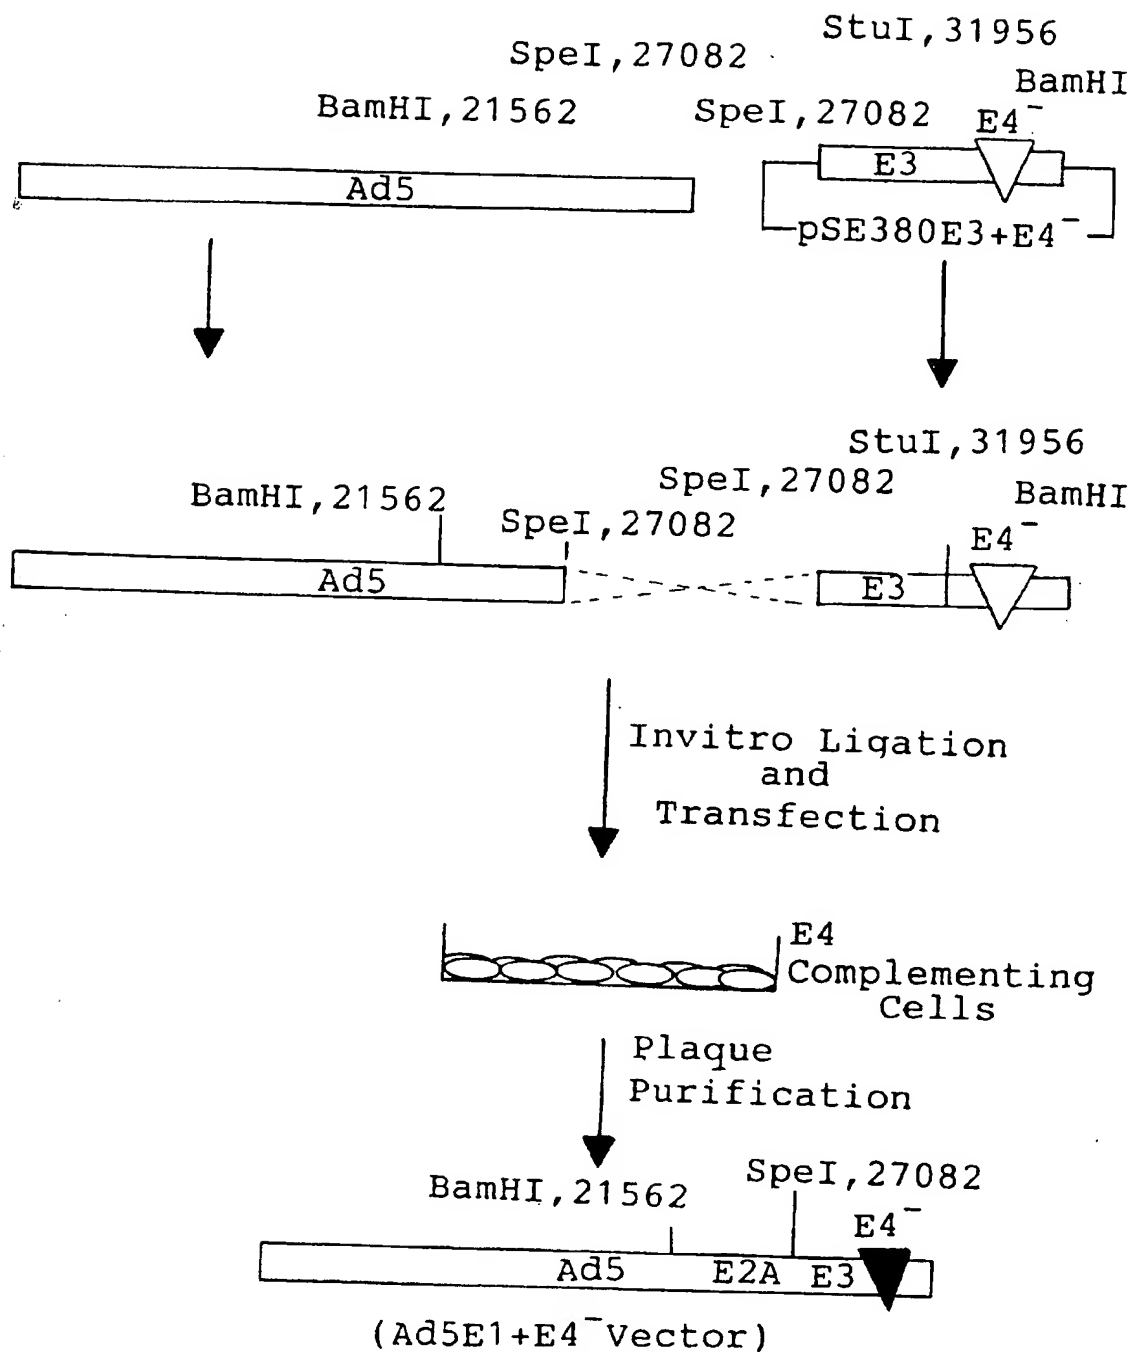 StuI,31956
SpeI,27082
BamHI
BamHI,21562
SpeI,27082
E4⁻
Ad5
E3
pSE380E3+E4⁻
StuI,31956
SpeI,27082
BamHI,21562
BamHI
SpeI,27082
E4⁻
Ad5
E3
Invitro Ligation
and
Transfection
E4
Complementing
Cells
Plaque
Purification
SpeI,27082
BamHI,21562
E4⁻
Ad5
E2A
E3
(Ad5E1+E4⁻Vector)